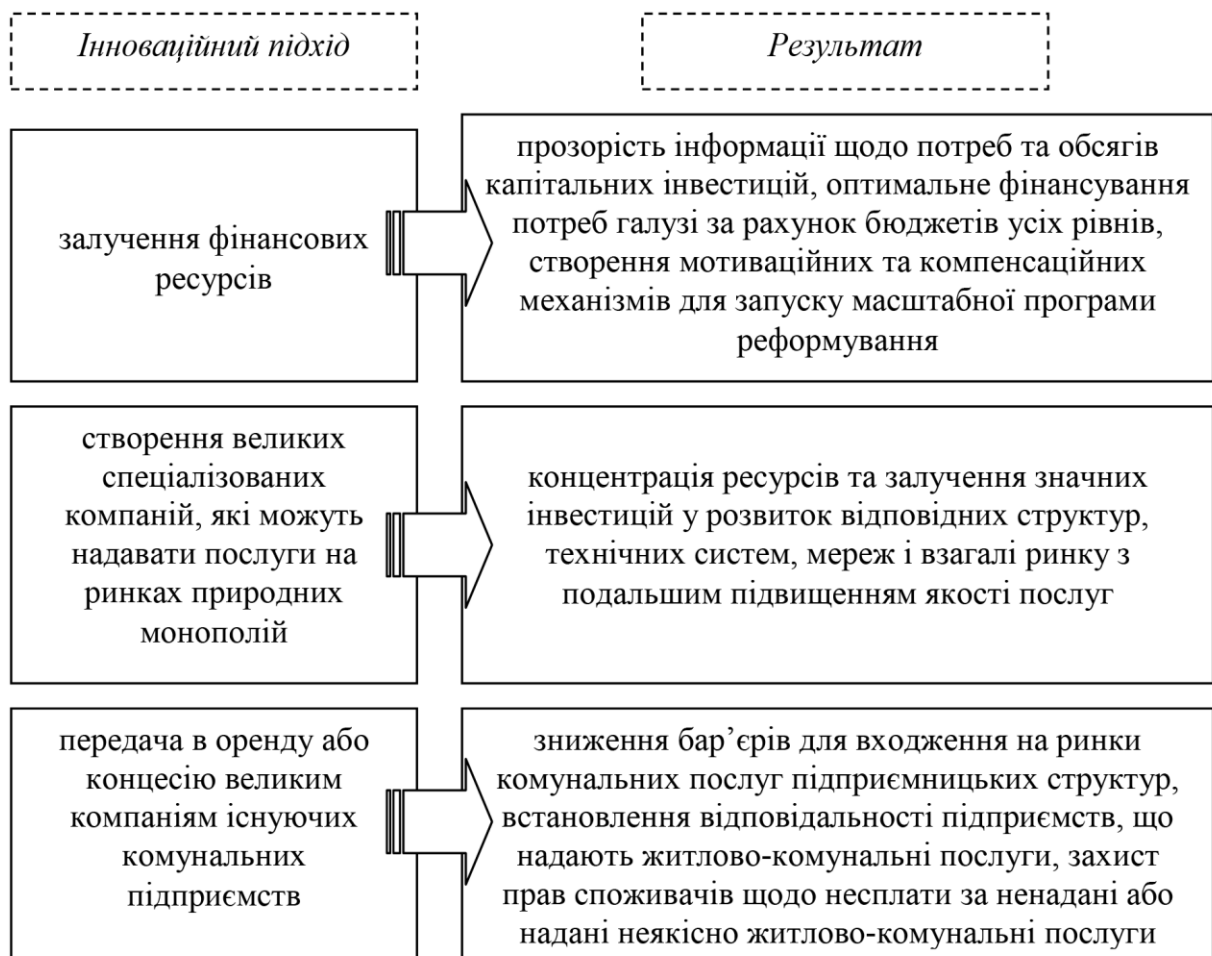 Інноваційний підхід
Результат
залучення фінансових
ресурсів
прозорість інформації щодо потреб та обсягів
капітальних інвестицій, оптимальне фінансування
потреб галузі за рахунок бюджетів усіх рівнів,
створення мотиваційних та компенсаційних
механізмів для запуску масштабної програми
реформування
створення великих
спеціалізованих
компаній, які можуть
надавати послуги на
ринках природних
монополій
концентрація ресурсів та залучення значних
інвестицій у розвиток відповідних структур,
технічних систем, мереж і взагалі ринку з
подальшим підвищенням якості послуг
передача в оренду або
концесію великим
компаніям існуючих
комунальних
підприємств
зниження бар’єрів для входження на ринки
комунальних послуг підприємницьких структур,
встановлення відповідальності підприємств, що
надають житлово-комунальні послуги, захист
прав споживачів щодо несплати за ненадані або
надані неякісно житлово-комунальні послуги